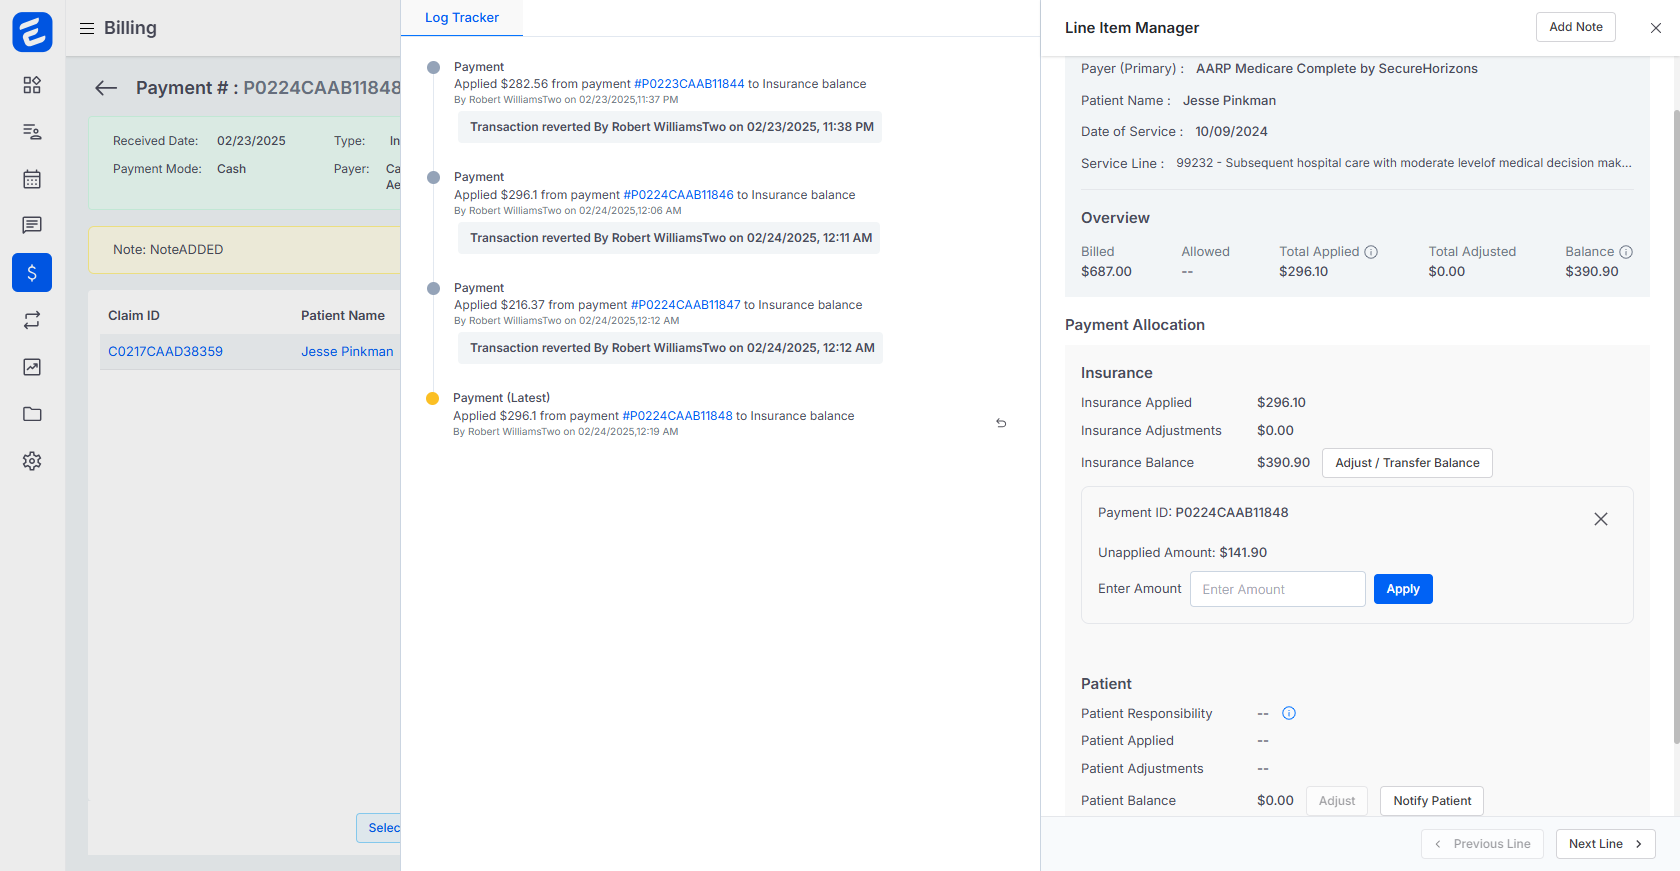 Billing
Payment # : P0224CAAB11848
Received Date: 02/23/2025 Type: In
Payment Mode: Cash Payer: Ca
Ae
Note: NoteADDED
Claim ID Patient Name
C0217CAAD38359 Jesse Pinkman
Selec
Log Tracker
Payment
Applied $282.56 from payment #P0223CAAB11844 to Insurance balance
By Robert WilliamsTwo on 02/23/2025,11:37 PM
Transaction reverted By Robert WilliamsTwo on 02/23/2025, 11:38 PM
Payment
Applied $296.1 from payment #P0224CAAB11846 to Insurance balance
By Robert WilliamsTwo on 02/24/2025,12:06 AM
Transaction reverted By Robert WilliamsTwo on 02/24/2025, 12:11 AM
Payment
Applied $216.37 from payment #P0224CAAB11847 to Insurance balance
By Robert WilliamsTwo on 02/24/2025,12:12 AM
Transaction reverted By Robert WilliamsTwo on 02/24/2025, 12:12 AM
Payment (Latest)
Applied $296.1 from payment #P0224CAAB11848 to Insurance balance
By Robert WilliamsTwo on 02/24/2025,12:19 AM
Line Item Manager Add Note
Payer (Primary) : AARP Medicare Complete by SecureHorizons
Patient Name : Jesse Pinkman
Date of Service : 10/09/2024
Service Line : 99232 - Subsequent hospital care with moderate levelof medical decision mak...
Overview
Billed Allowed Total Applied Total Adjusted Balance
$687.00 -- $296.10 $0.00 $390.90
Payment Allocation
Insurance
Insurance Applied $296.10
Insurance Adjustments $0.00
Insurance Balance $390.90 Adjust / Transfer Balance
Payment ID: P0224CAAB11848
Unapplied Amount: $141.90
Enter Amount Enter Amount Apply
Patient
Patient Responsibility --
Patient Applied --
Patient Adjustments --
Patient Balance $0.00 Adjust Notify Patient
Previous Line Next Line